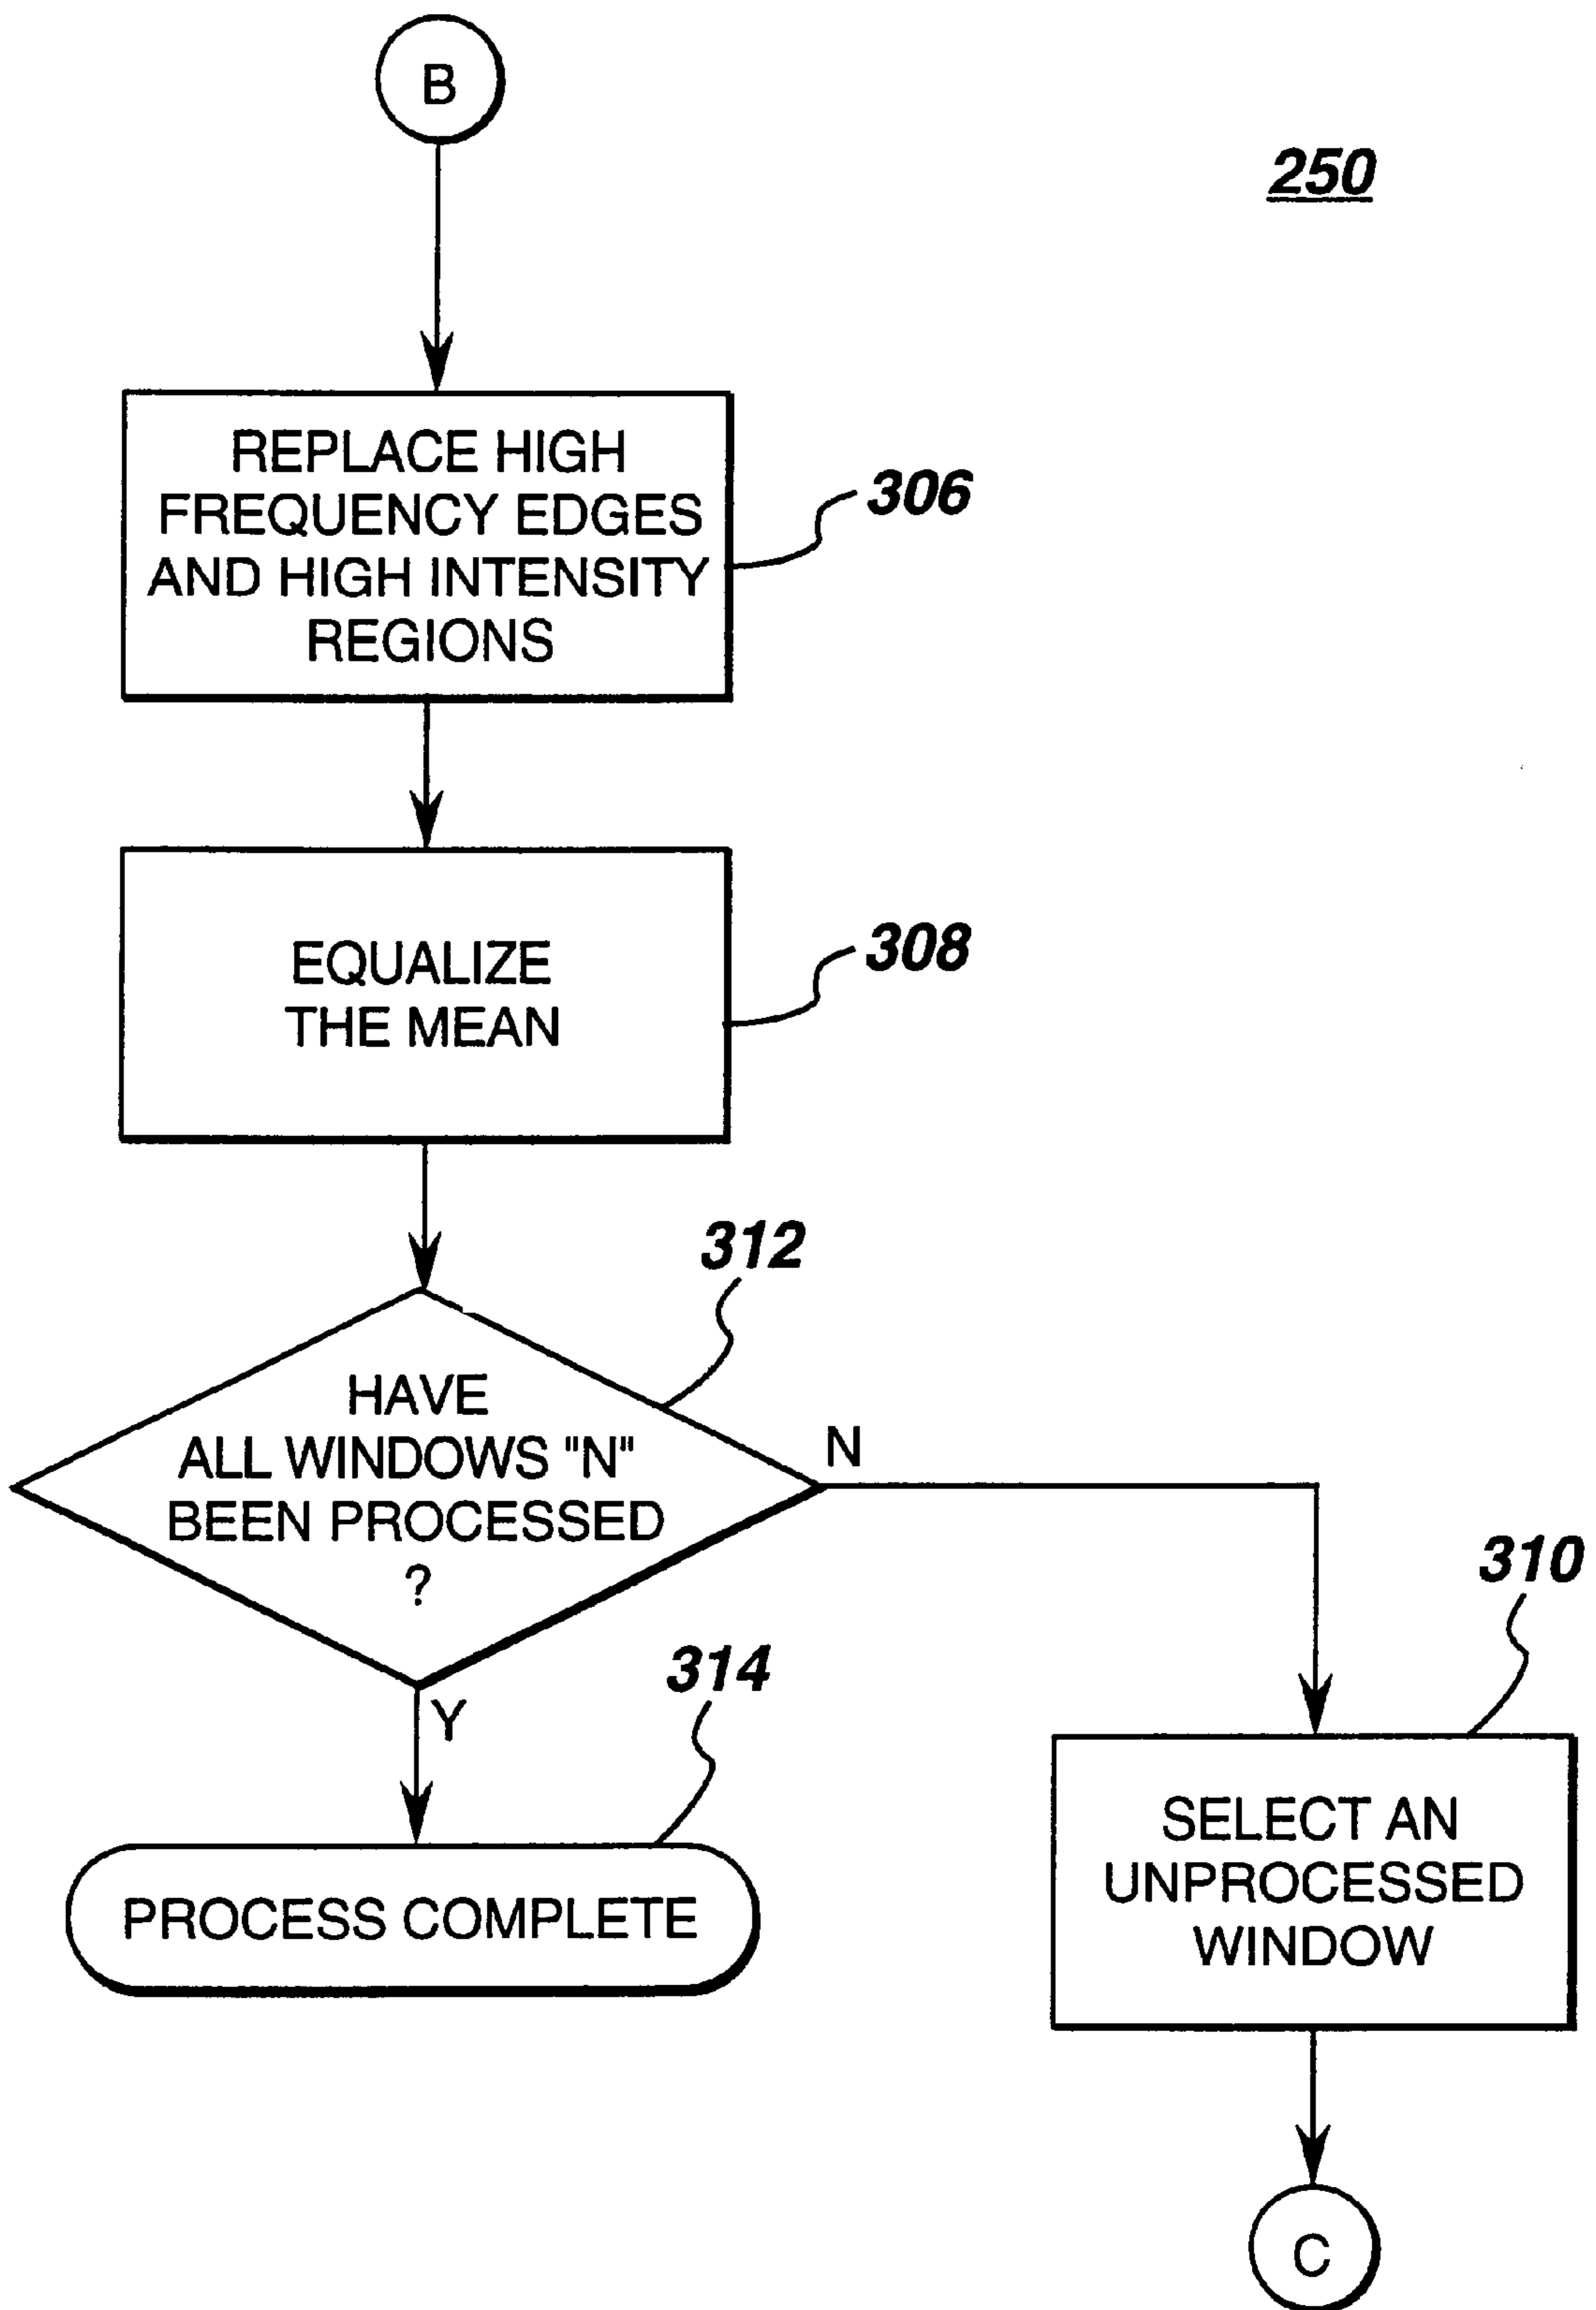 B
250
REPLACE HIGH
FREQUENCY EDGES
AND HIGH INTENSITY
REGIONS
306
EQUALIZE
THE MEAN
308
312
HAVE
ALL WINDOWS "N"
BEEN PROCESSED
?
N
Y
314
PROCESS COMPLETE
310
SELECT AN
UNPROCESSED
WINDOW
C